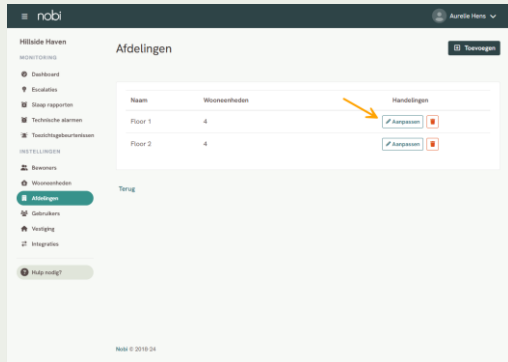 nobi
Aurelie Hens
Hillside Haven
MONITORING
Dashboard
Escalaties
Slaap rapporten
Technische alarmen
Toezichtsgebeurtenissen
INSTELLINGEN
Bewoners
Wooneenheden
Afdelingen
Gebruikers
Vestiging
Integraties
Hulp nodig?
Afdelingen
Toevoegen
Naam Wooneenheden Handelingen
Floor 1 4 Aanpassen
Floor 2 4 Aanpassen
Terug
Nobi © 2018 24